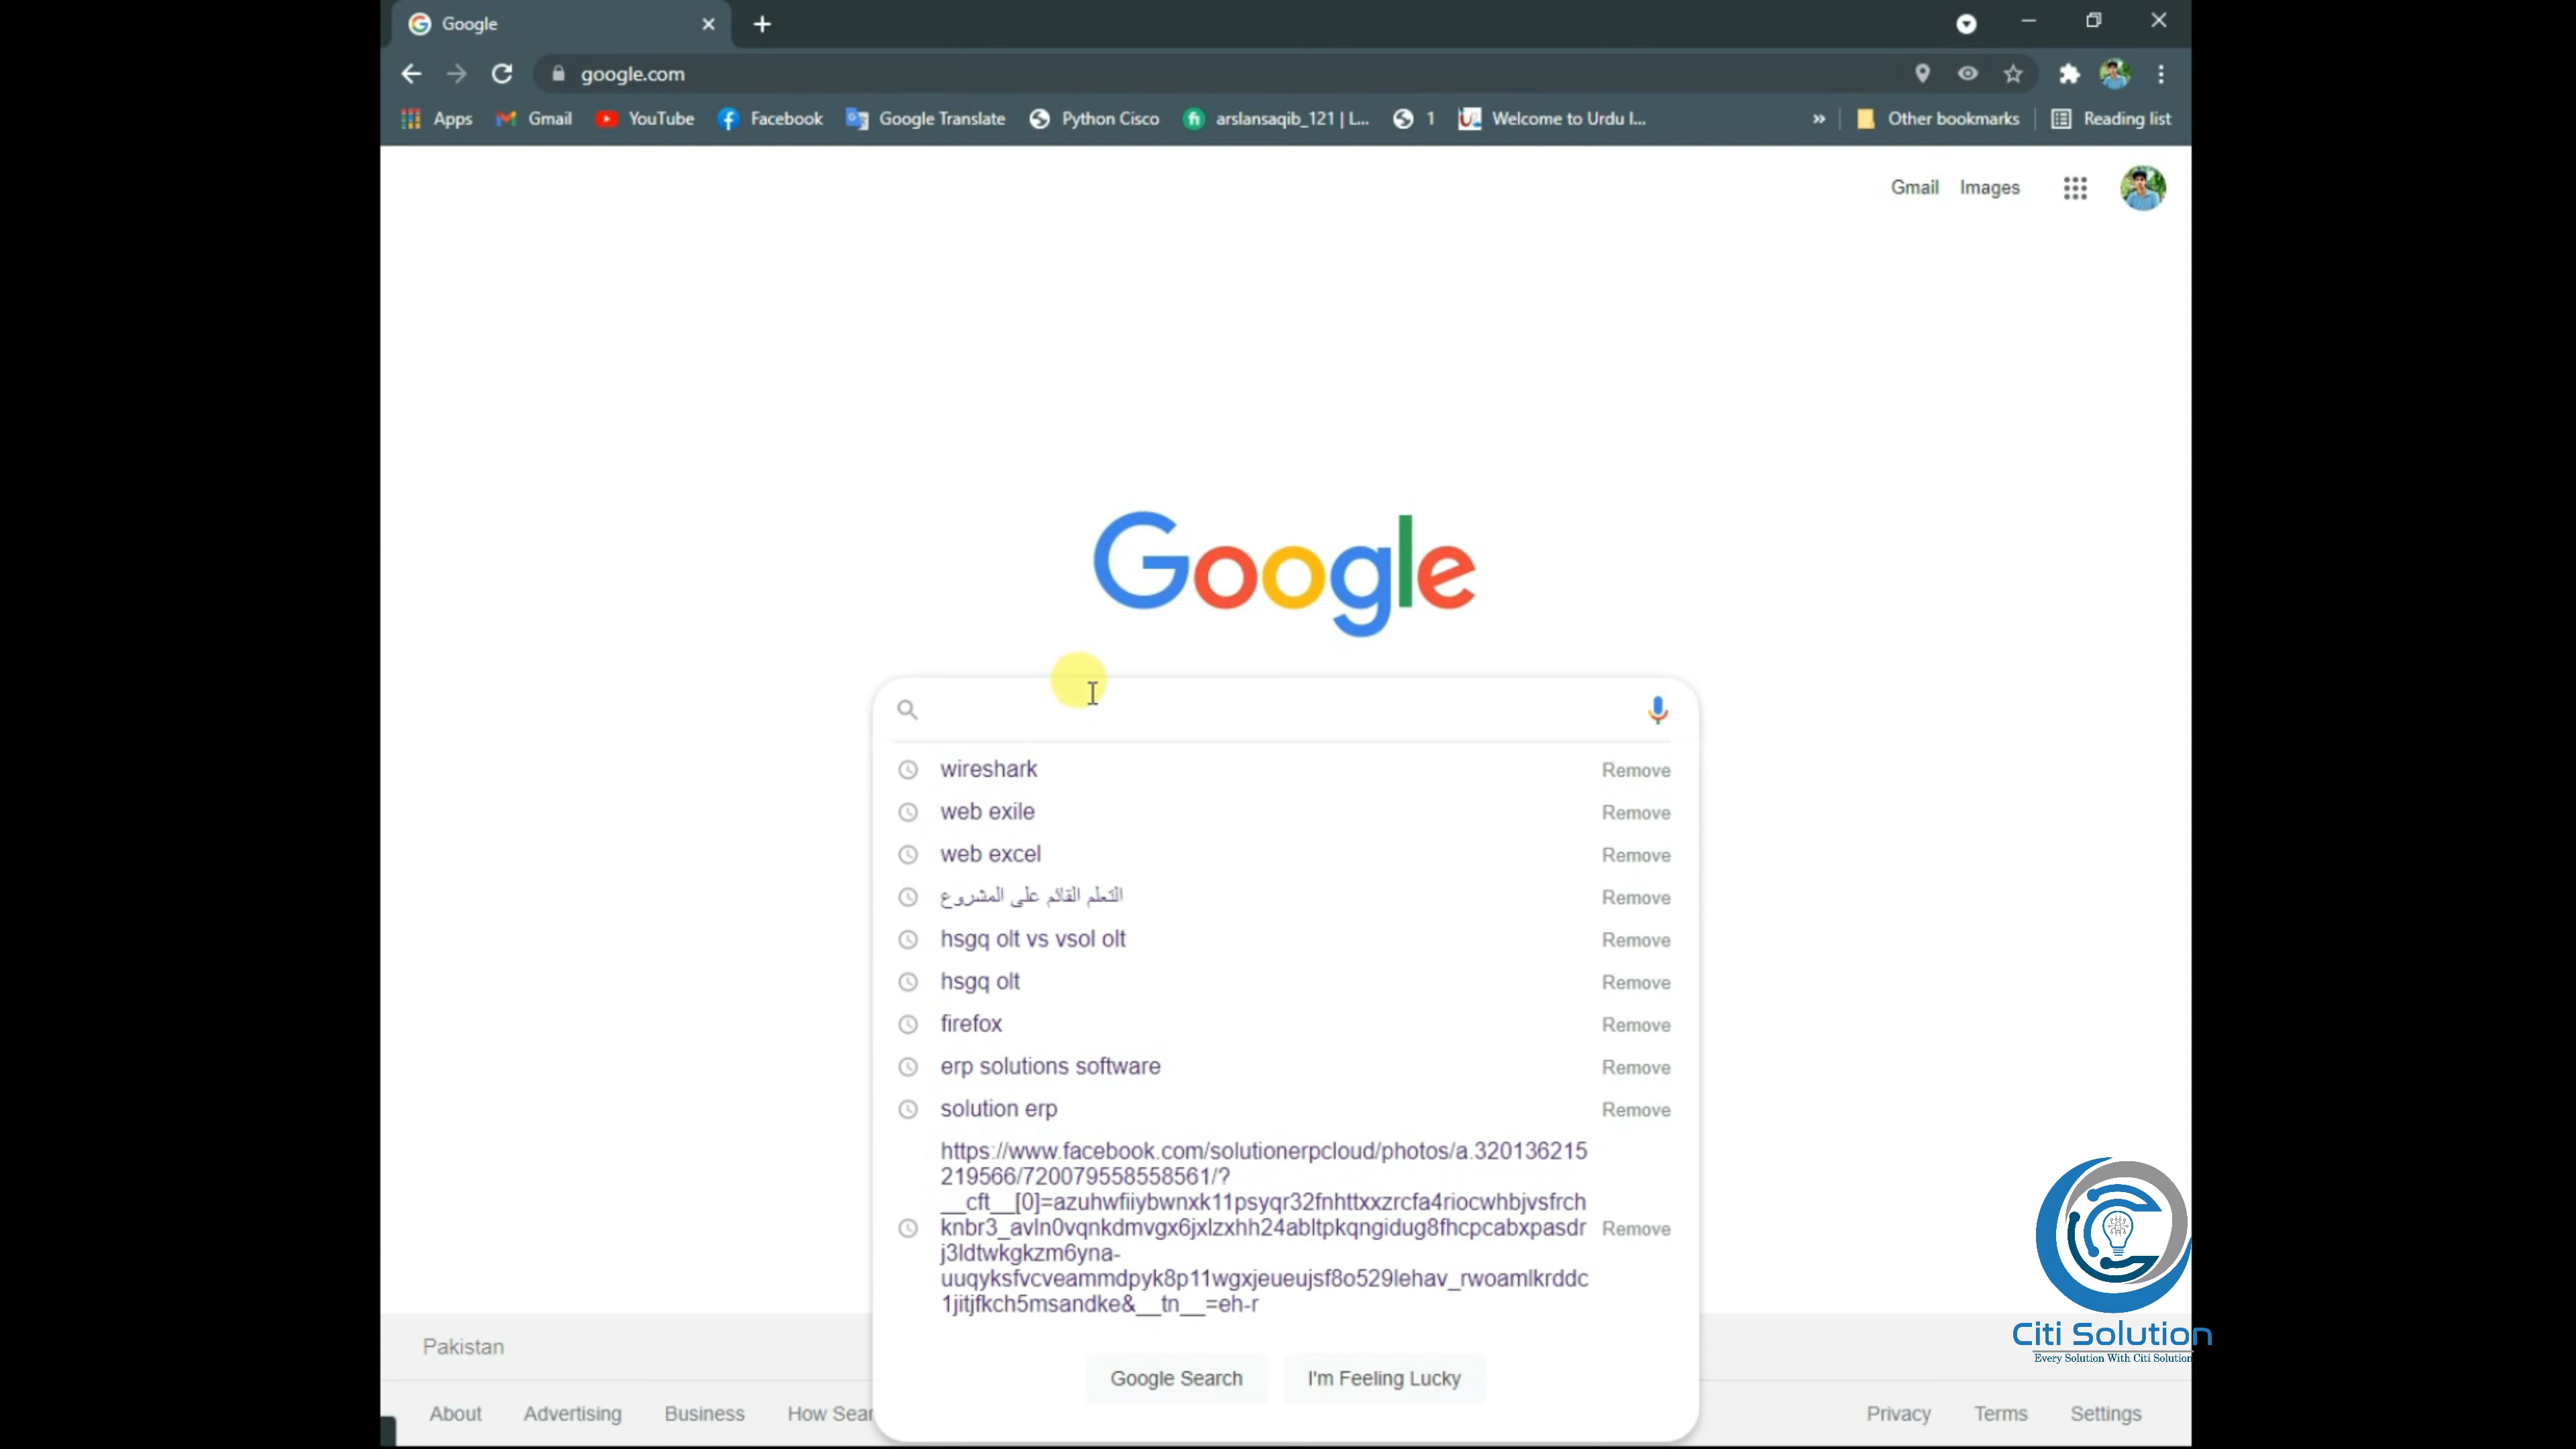 Google
google.com
Apps Gmail YouTube Facebook Google Translate Python Cisco arslansaqib_121 | L... 1 Welcome to Urdu I... » Other bookmarks Reading list
Gmail Images
Google
wireshark Remove
web exile Remove
web excel Remove
التعلم القائم على المشروع Remove
hsgq olt vs vsol olt Remove
hsgq olt Remove
firefox Remove
erp solutions software Remove
solution erp Remove
https://www.facebook.com/solutionerpcloud/photos/a.320136215
219566/720079558558561/?
__cft__[0]=azuhwfiiybwnxk11psyqr32fnhttxxzrcfa4riocwhbjvsfrch
knbr3_avln0vqnkdmvgx6jxlzxhh24abltpkqngidug8fhcpcabxpasdr Remove
j3ldtwkgkzm6yna-
uuqyksfvcveammdpyk8p11wgxjeueujsf8o529lehav_rwoamlkrddc
1jitjfkch5msandke&__tn__=eh-r
Google Search I'm Feeling Lucky
Pakistan
About Advertising Business How Sear
Privacy Terms Settings
Citi Solution
Every Solution With Citi Solution